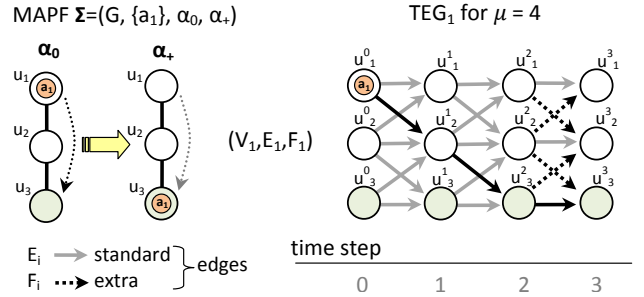 MAPF Σ=(G, {a₁}, α₀, α₊)
TEG₁ for μ = 4
α₀ α₊
u₁ u₁
a₁
u₂
u₃ u₃
a₁
(V₁,E₁,F₁)
u⁰₁ u¹₁ u²₁ u³₁
a₁
u⁰₂ u¹₂ u²₂ u³₂
u⁰₃ u¹₃ u²₃ u³₃
Eᵢ standard
Fᵢ extra
edges
time step
0 1 2 3